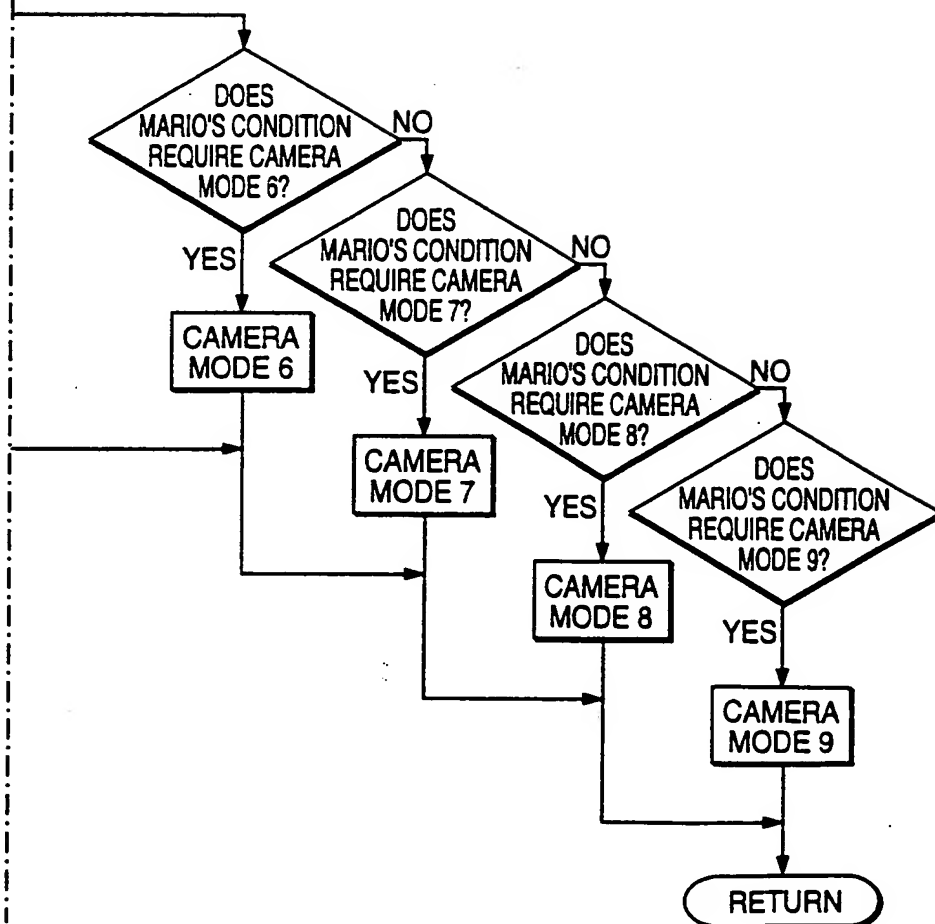 DOES
MARIO'S CONDITION
REQUIRE CAMERA
MODE 6?
NO
YES
CAMERA
MODE 6
DOES
MARIO'S CONDITION
REQUIRE CAMERA
MODE 7?
NO
YES
CAMERA
MODE 7
DOES
MARIO'S CONDITION
REQUIRE CAMERA
MODE 8?
NO
YES
CAMERA
MODE 8
DOES
MARIO'S CONDITION
REQUIRE CAMERA
MODE 9?
YES
CAMERA
MODE 9
RETURN